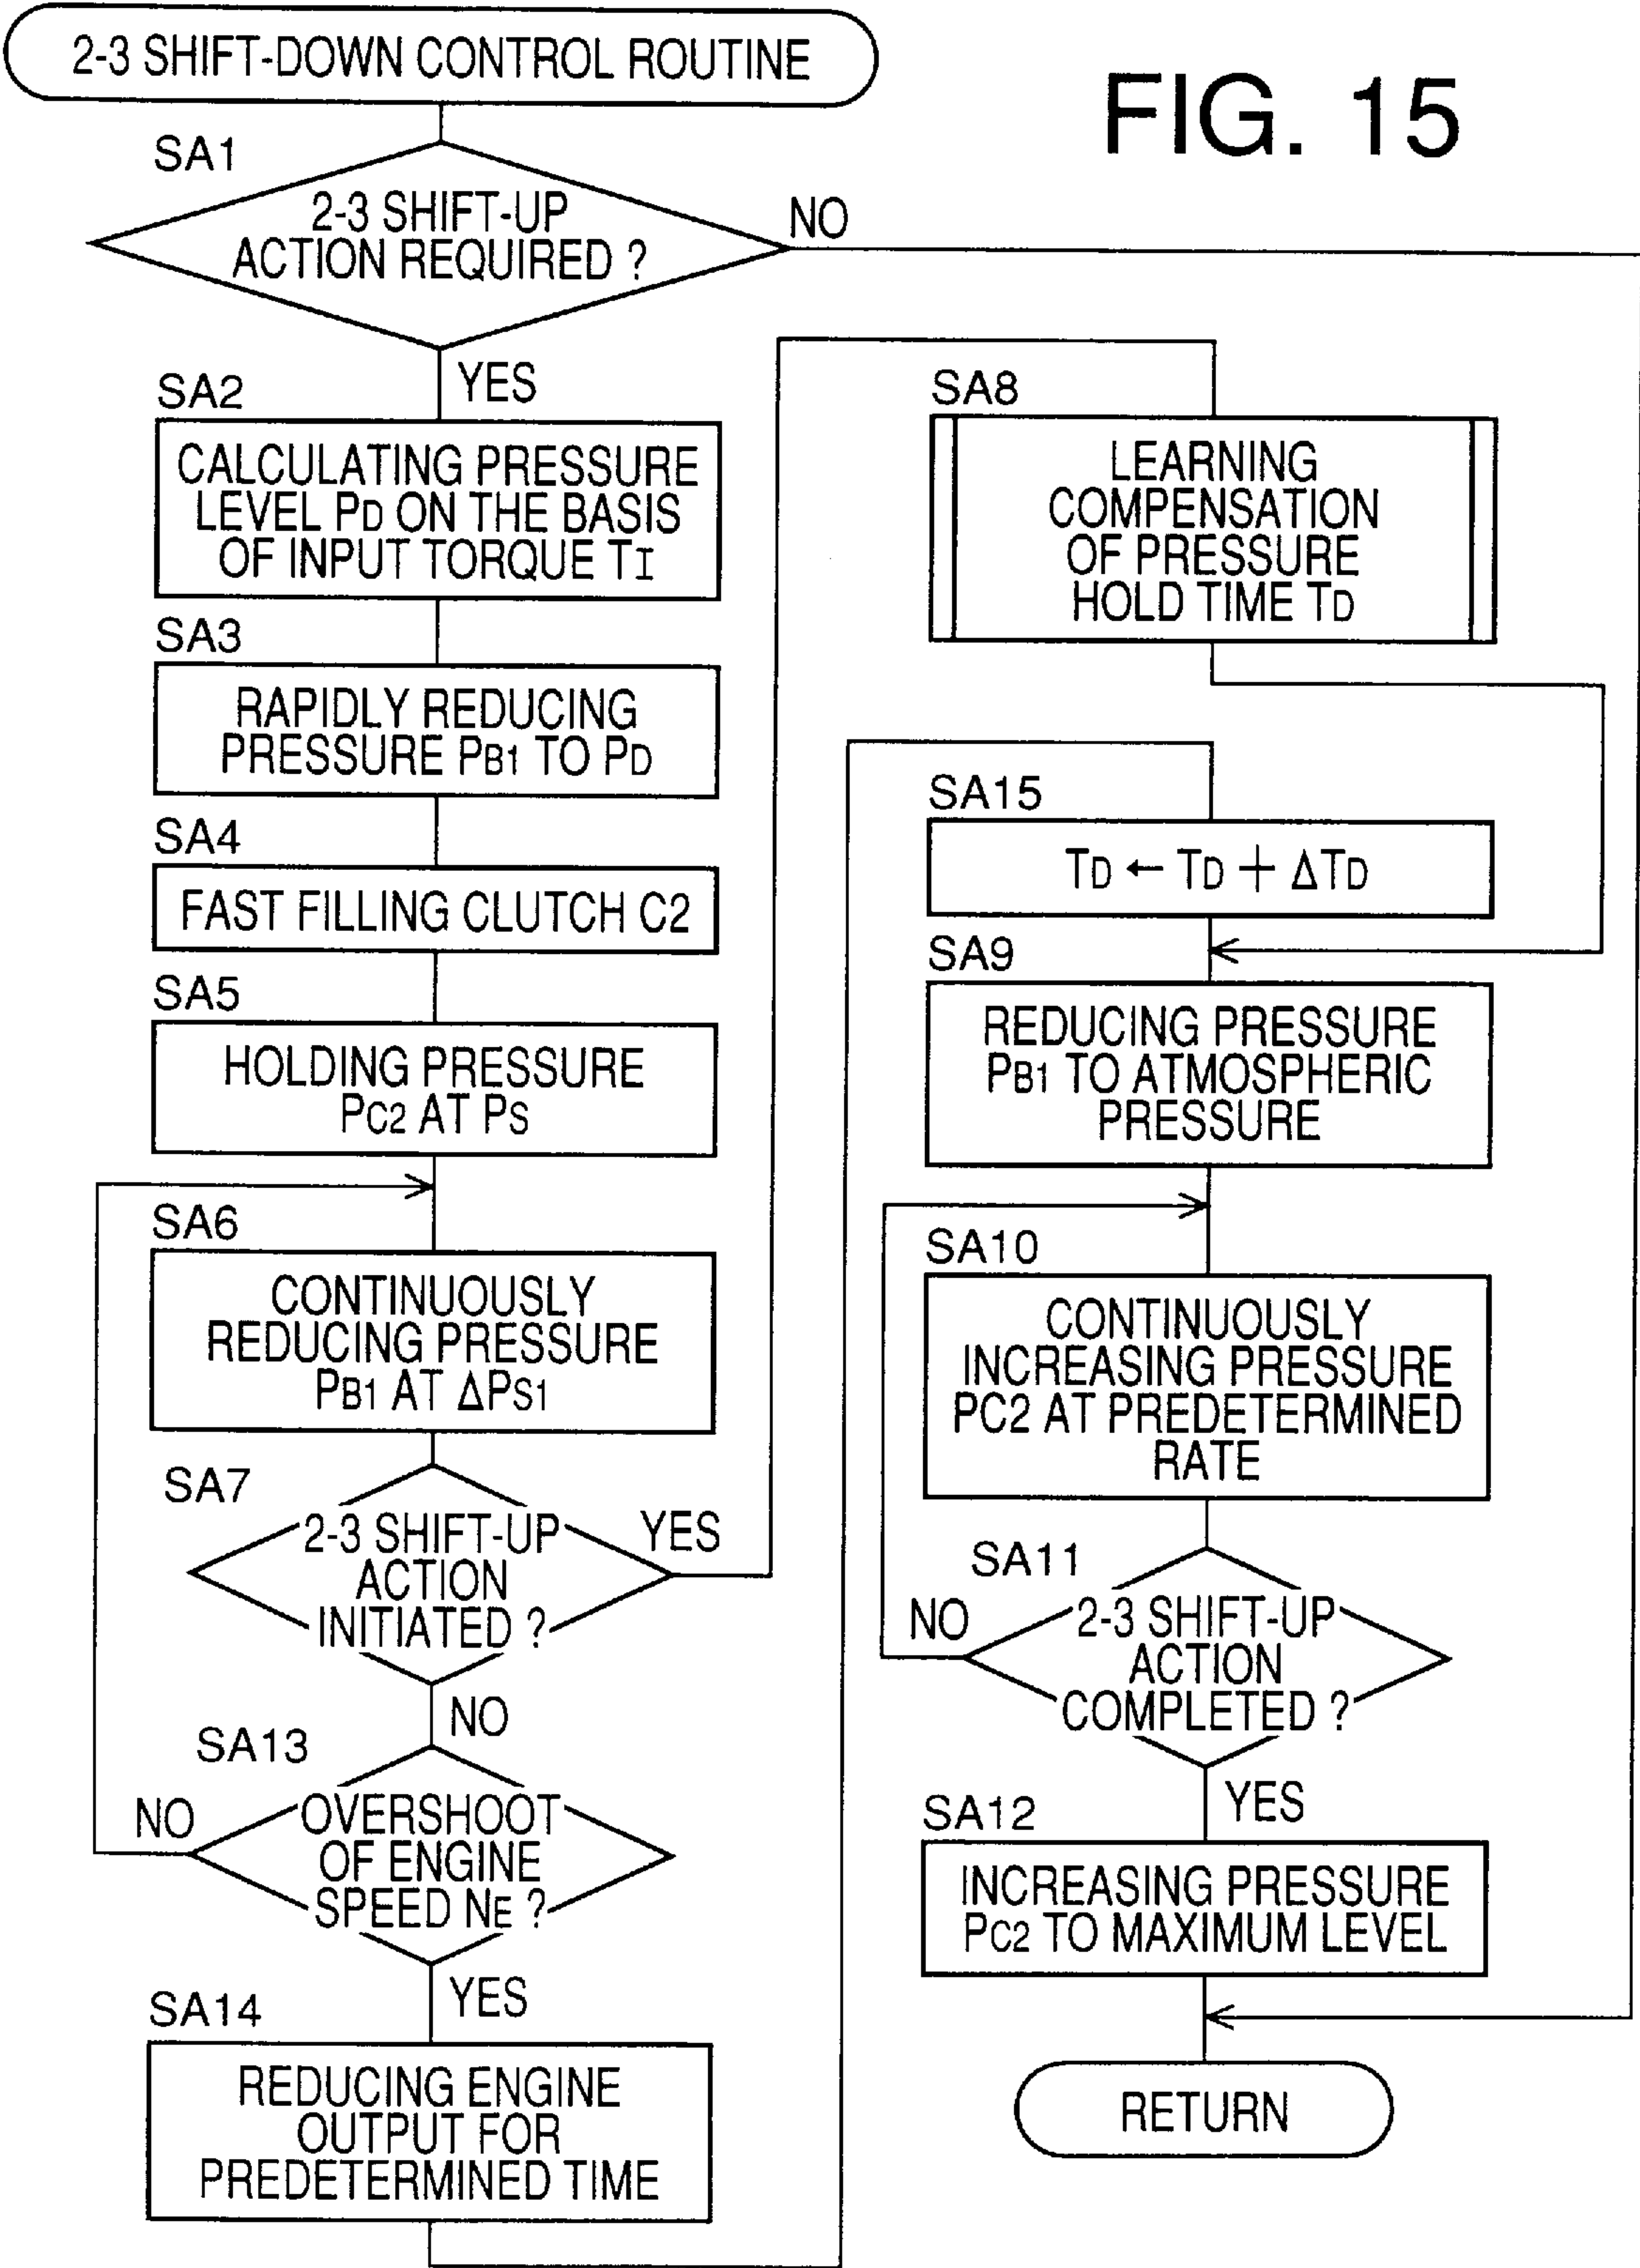 2-3 SHIFT-DOWN CONTROL ROUTINE
FIG. 15
SA1
2-3 SHIFT-UP
ACTION REQUIRED ?
NO
YES
SA2
CALCULATING PRESSURE
LEVEL PD ON THE BASIS
OF INPUT TORQUE TI
SA3
RAPIDLY REDUCING
PRESSURE PB1 TO PD
SA4
FAST FILLING CLUTCH C2
SA5
HOLDING PRESSURE
PC2 AT PS
SA6
CONTINUOUSLY
REDUCING PRESSURE
PB1 AT ΔPS1
SA7
2-3 SHIFT-UP
ACTION
INITIATED ?
YES
NO
SA13
OVERSHOOT
OF ENGINE
SPEED NE ?
NO
YES
SA14
REDUCING ENGINE
OUTPUT FOR
PREDETERMINED TIME
SA8
LEARNING
COMPENSATION
OF PRESSURE
HOLD TIME TD
SA15
TD ← TD + ΔTD
SA9
REDUCING PRESSURE
PB1 TO ATMOSPHERIC
PRESSURE
SA10
CONTINUOUSLY
INCREASING PRESSURE
PC2 AT PREDETERMINED
RATE
SA11
2-3 SHIFT-UP
ACTION
COMPLETED ?
NO
YES
SA12
INCREASING PRESSURE
PC2 TO MAXIMUM LEVEL
RETURN